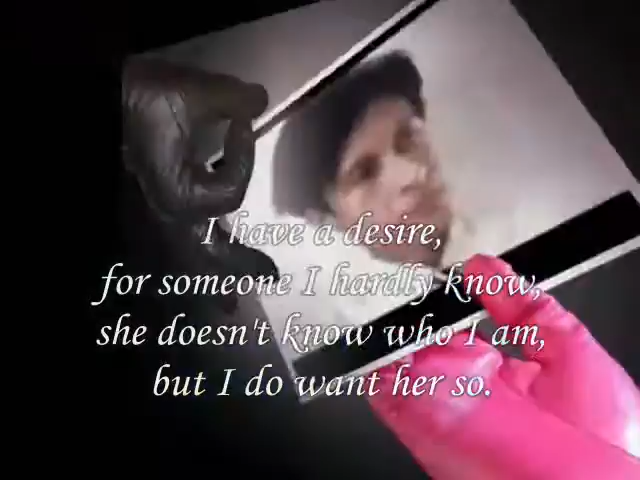 I have a desire,
for someone I hardly know,
she doesn't know who I am,
but I do want her so.